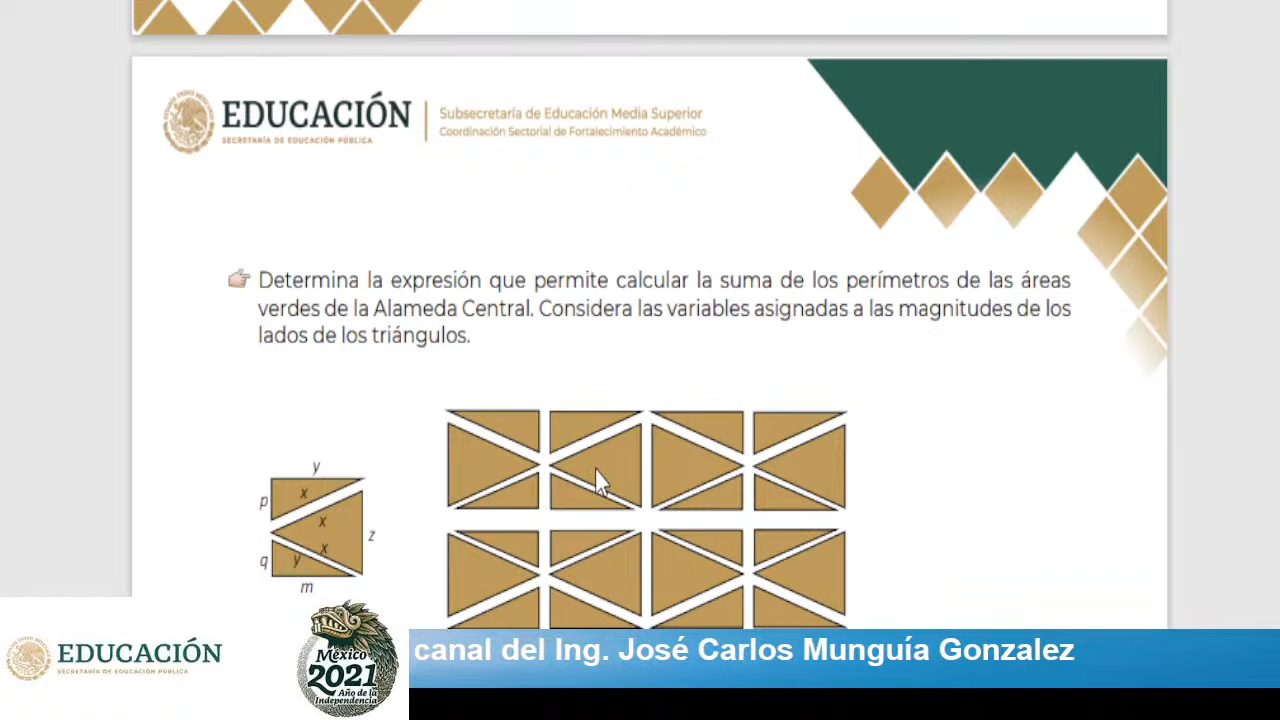 EDUCACIÓN
SECRETARÍA DE EDUCACIÓN PÚBLICA
Subsecretaría de Educación Media Superior
Coordinación Sectorial de Fortalecimiento Académico
Determina la expresión que permite calcular la suma de los perímetros de las áreas
verdes de la Alameda Central. Considera las variables asignadas a las magnitudes de los
lados de los triángulos.
y
p x
x
z
x
q y
m
EDUCACIÓN
SECRETARÍA DE EDUCACIÓN PÚBLICA
México
2021
Año de la
Independencia
canal del Ing. José Carlos Munguía Gonzalez